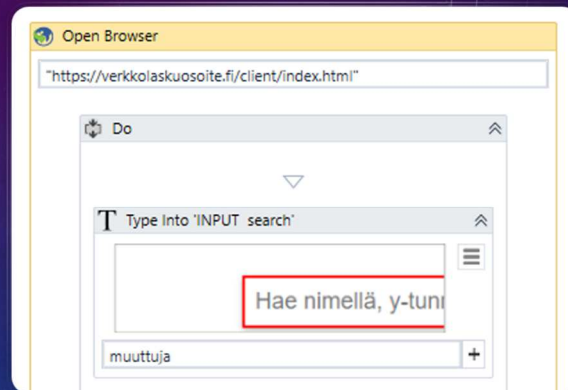 Open Browser
"https://verkkolaskuosoite.fi/client/index.html"
Do
T Type Into 'INPUT search'
Hae nimellä, y-tunn
muuttuja
+